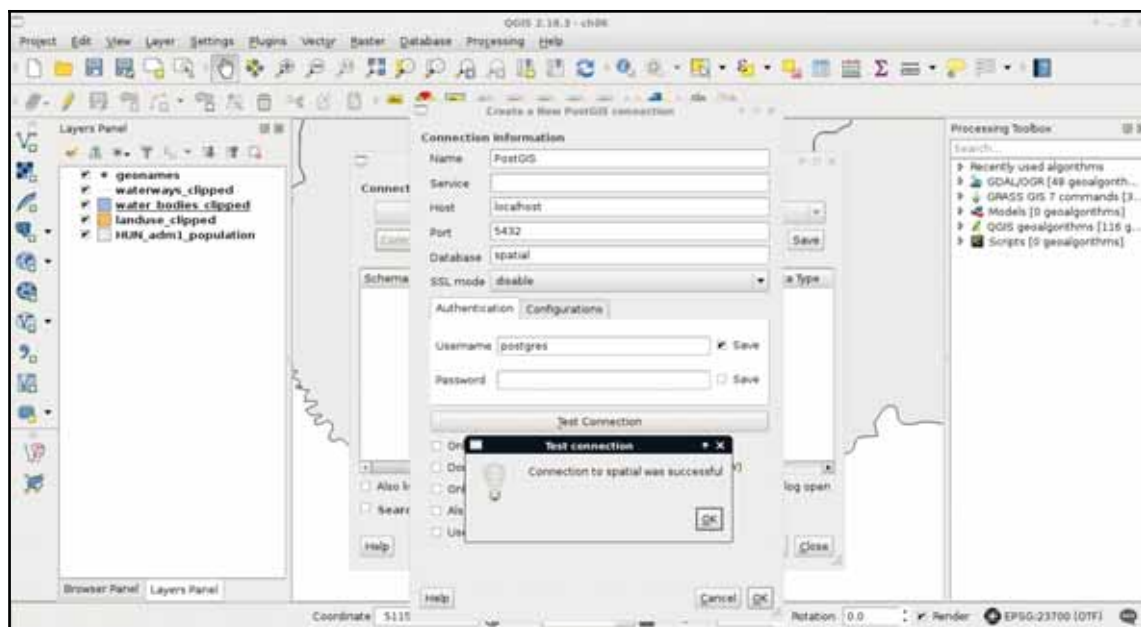 QGIS 2.18.3 - ch06
Project Edit View Layer Settings Plugins Vector Raster Database Processing Help
Layers Panel
geonames
waterways_clipped
water_bodies_clipped
landuse_clipped
HUN_adm1_population
Browser Panel
Layers Panel
Create a New PostGIS connection
Connection Information
Name PostGIS
Service
Host localhost
Port 5432
Database spatial
SSL mode disable
Authentication Configurations
Username postgres Save
Password Save
Test Connection
Test connection
Connection to spatial was successful
OK
Help Cancel OK
Connect
Save
Schema
a Type
Also
log open
Sear
Help
Close
Processing Toolbox
Search...
Recently used algorithms
GDAL/OGR [48 geoalgorith...
GRASS GIS 7 commands [3...
Models [0 geoalgorithms]
QGIS geoalgorithms [116 g...
Scripts [0 geoalgorithms]
Coordinate 5115
Rotation 0.0
Render
EPSG:23700 (OTF)